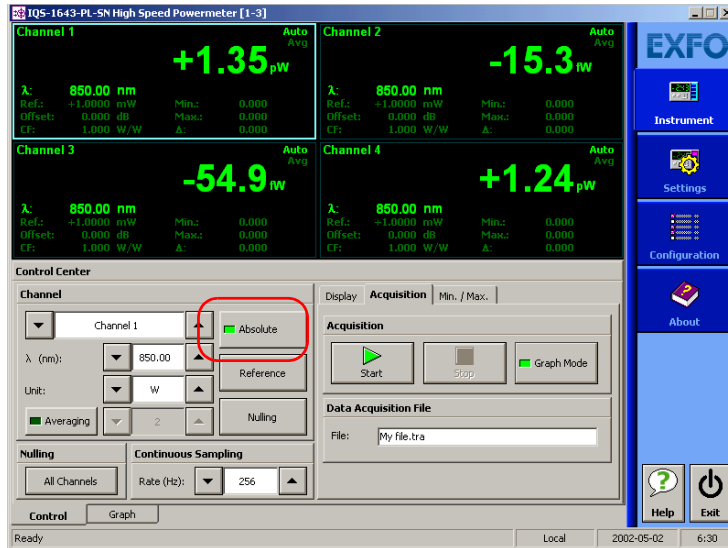 IQS-1643-PL-SN High Speed Powermeter [1-3]
Channel 1 Auto
Avg
+1.35 pW
λ: 850.00 nm
Ref.: +1.0000 mW Min.: 0.000
Offset: 0.000 dB Max.: 0.000
CF: 1.000 W/W Δ: 0.000
Channel 2 Auto
Avg
-15.3 fW
λ: 850.00 nm
Ref.: +1.0000 mW Min.: 0.000
Offset: 0.000 dB Max.: 0.000
CF: 1.000 W/W Δ: 0.000
Channel 3 Auto
Avg
-54.9 fW
λ: 850.00 nm
Ref.: +1.0000 mW Min.: 0.000
Offset: 0.000 dB Max.: 0.000
CF: 1.000 W/W Δ: 0.000
Channel 4 Auto
Avg
+1.24 pW
λ: 850.00 nm
Ref.: +1.0000 mW Min.: 0.000
Offset: 0.000 dB Max.: 0.000
CF: 1.000 W/W Δ: 0.000
EXFO
Instrument
Settings
Configuration
About
Help Exit
Control Center
Channel
Channel 1
Absolute
λ (nm): 850.00
Reference
Unit: W
Averaging 2
Nulling
Nulling
All Channels
Continuous Sampling
Rate (Hz): 256
Display Acquisition Min. / Max.
Acquisition
Start Stop Graph Mode
Data Acquisition File
File: My file.tra
Control Graph
Ready Local 2002-05-02 6:30